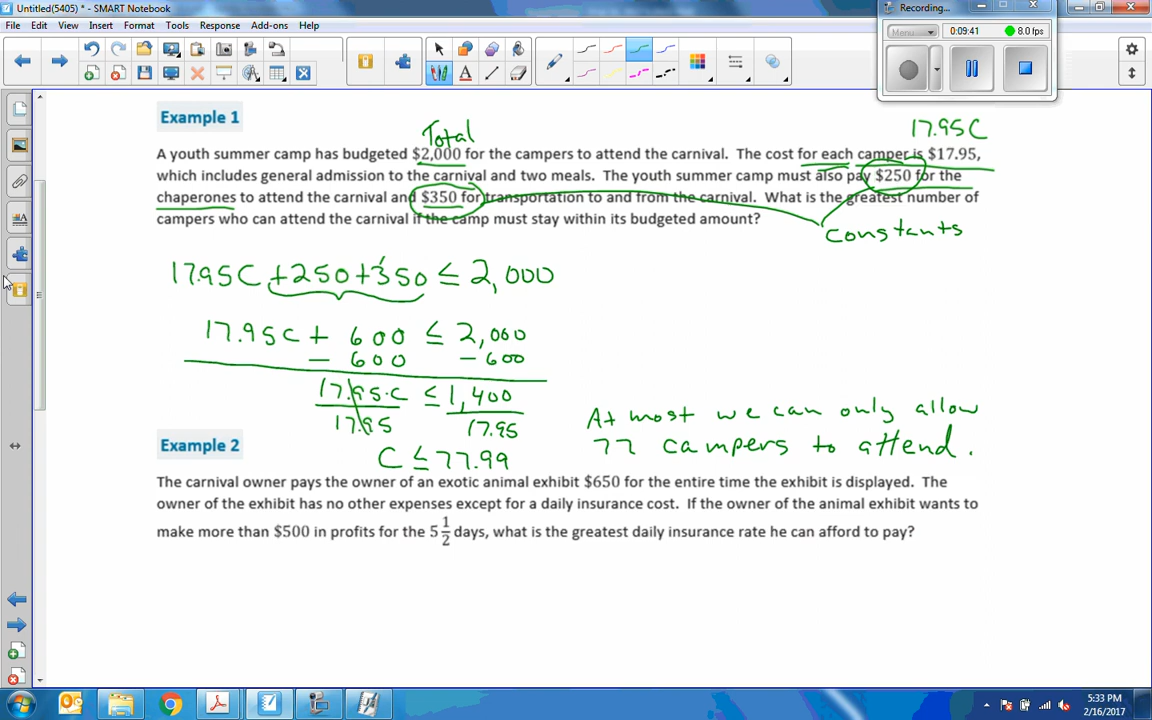 Untitled(5405) * - SMART Notebook
Recording...
File Edit View Insert Format Tools Response Add-ons Help
Menu
00:09:41
8.0 fps
Example 1
Total
17.95C
A youth summer camp has budgeted $2,000 for the campers to attend the carnival. The cost for each camper is $17.95,
which includes general admission to the carnival and two meals. The youth summer camp must also pay $250 for the
chaperones to attend the carnival and $350 for transportation to and from the carnival. What is the greatest number of
campers who can attend the carnival if the camp must stay within its budgeted amount?
constants
17.95C +250+350 ≤ 2,000
17.95C + 600 ≤ 2,000
- 600 - 600
17.95·C ≤ 1,400
17.95 17.95
At most we can only allow
77 campers to attend.
C ≤ 77.99
Example 2
The carnival owner pays the owner of an exotic animal exhibit $650 for the entire time the exhibit is displayed. The
owner of the exhibit has no other expenses except for a daily insurance cost. If the owner of the animal exhibit wants to
make more than $500 in profits for the 5 1/2 days, what is the greatest daily insurance rate he can afford to pay?
5:33 PM
2/16/2017